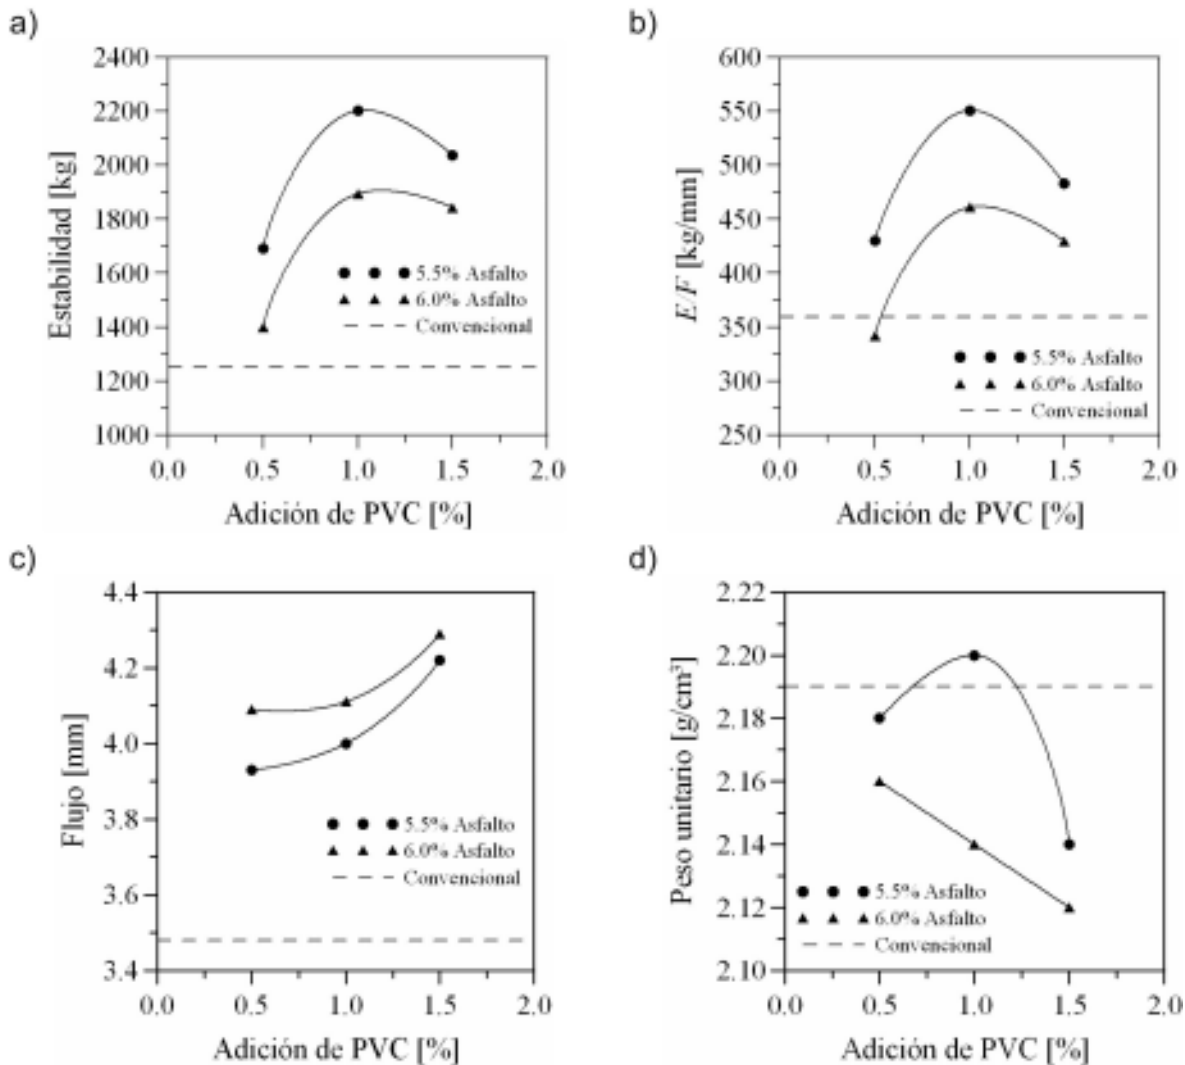 a)
2400
2200
2000
1800
1600
1400
1200
1000
Estabilidad [kg]
5.5% Asfalto
6.0% Asfalto
Convencional
0.0 0.5 1.0 1.5 2.0
Adición de PVC [%]
b)
600
550
500
450
400
350
300
250
E/F [kg/mm]
5.5% Asfalto
6.0% Asfalto
Convencional
0.0 0.5 1.0 1.5 2.0
Adición de PVC [%]
c)
4.4
4.2
4.0
3.8
3.6
3.4
Flujo [mm]
5.5% Asfalto
6.0% Asfalto
Convencional
0.0 0.5 1.0 1.5 2.0
Adición de PVC [%]
d)
2.22
2.20
2.18
2.16
2.14
2.12
2.10
Peso unitario [g/cm³]
5.5% Asfalto
6.0% Asfalto
Convencional
0.0 0.5 1.0 1.5 2.0
Adición de PVC [%]